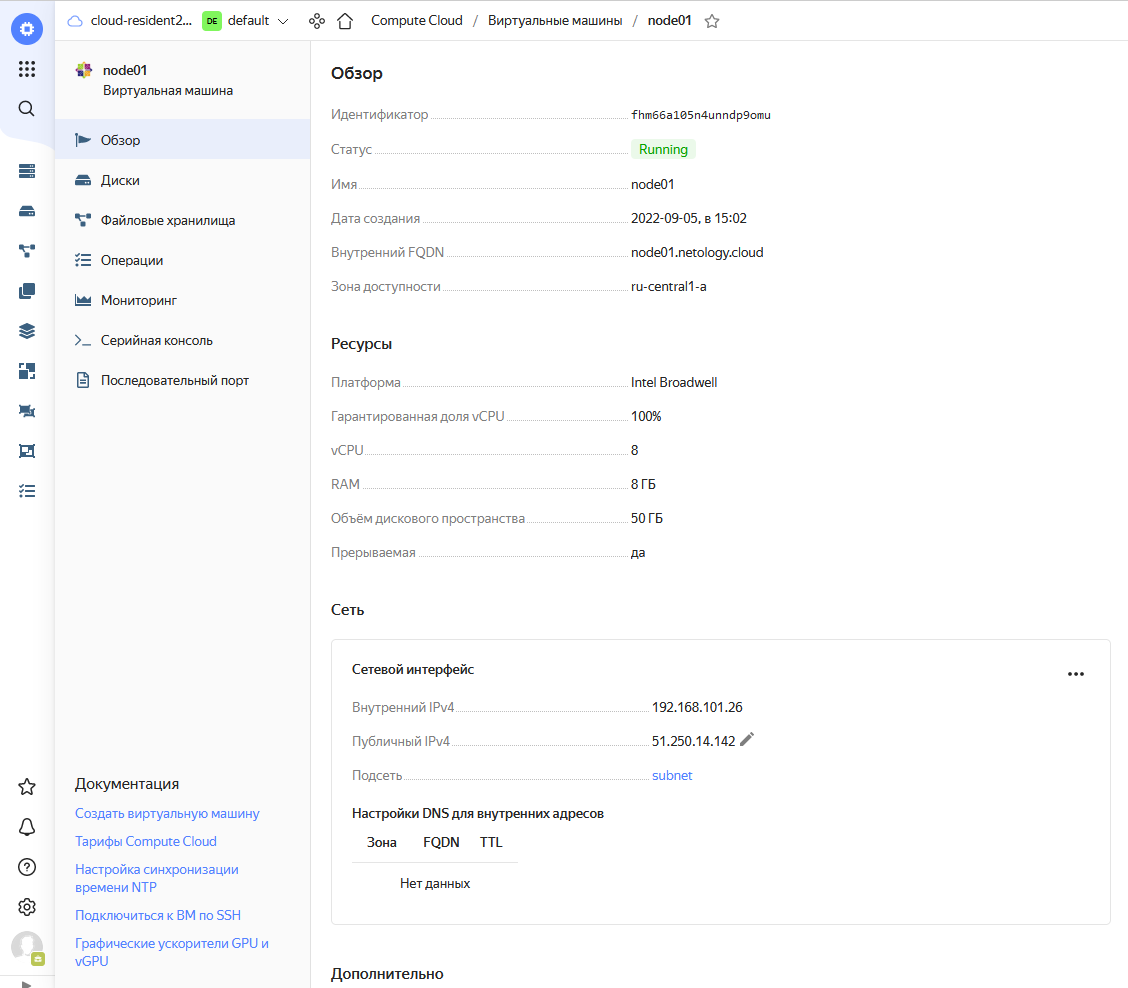 cloud-resident2... DE default Compute Cloud / Виртуальные машины / node01
node01
Виртуальная машина
Обзор
Диски
Файловые хранилища
Операции
Мониторинг
Серийная консоль
Последовательный порт
Документация
Создать виртуальную машину
Тарифы Compute Cloud
Настройка синхронизации
времени NTP
Подключиться к ВМ по SSH
Графические ускорители GPU и
vGPU
Обзор
Идентификатор fhm66a105n4unndp9omu
Статус Running
Имя node01
Дата создания 2022-09-05, в 15:02
Внутренний FQDN node01.netology.cloud
Зона доступности ru-central1-a
Ресурсы
Платформа Intel Broadwell
Гарантированная доля vCPU 100%
vCPU 8
RAM 8 ГБ
Объём дискового пространства 50 ГБ
Прерываемая да
Сеть
Сетевой интерфейс
Внутренний IPv4 192.168.101.26
Публичный IPv4 51.250.14.142
Подсеть subnet
Настройки DNS для внутренних адресов
Зона FQDN TTL
Нет данных
Дополнительно